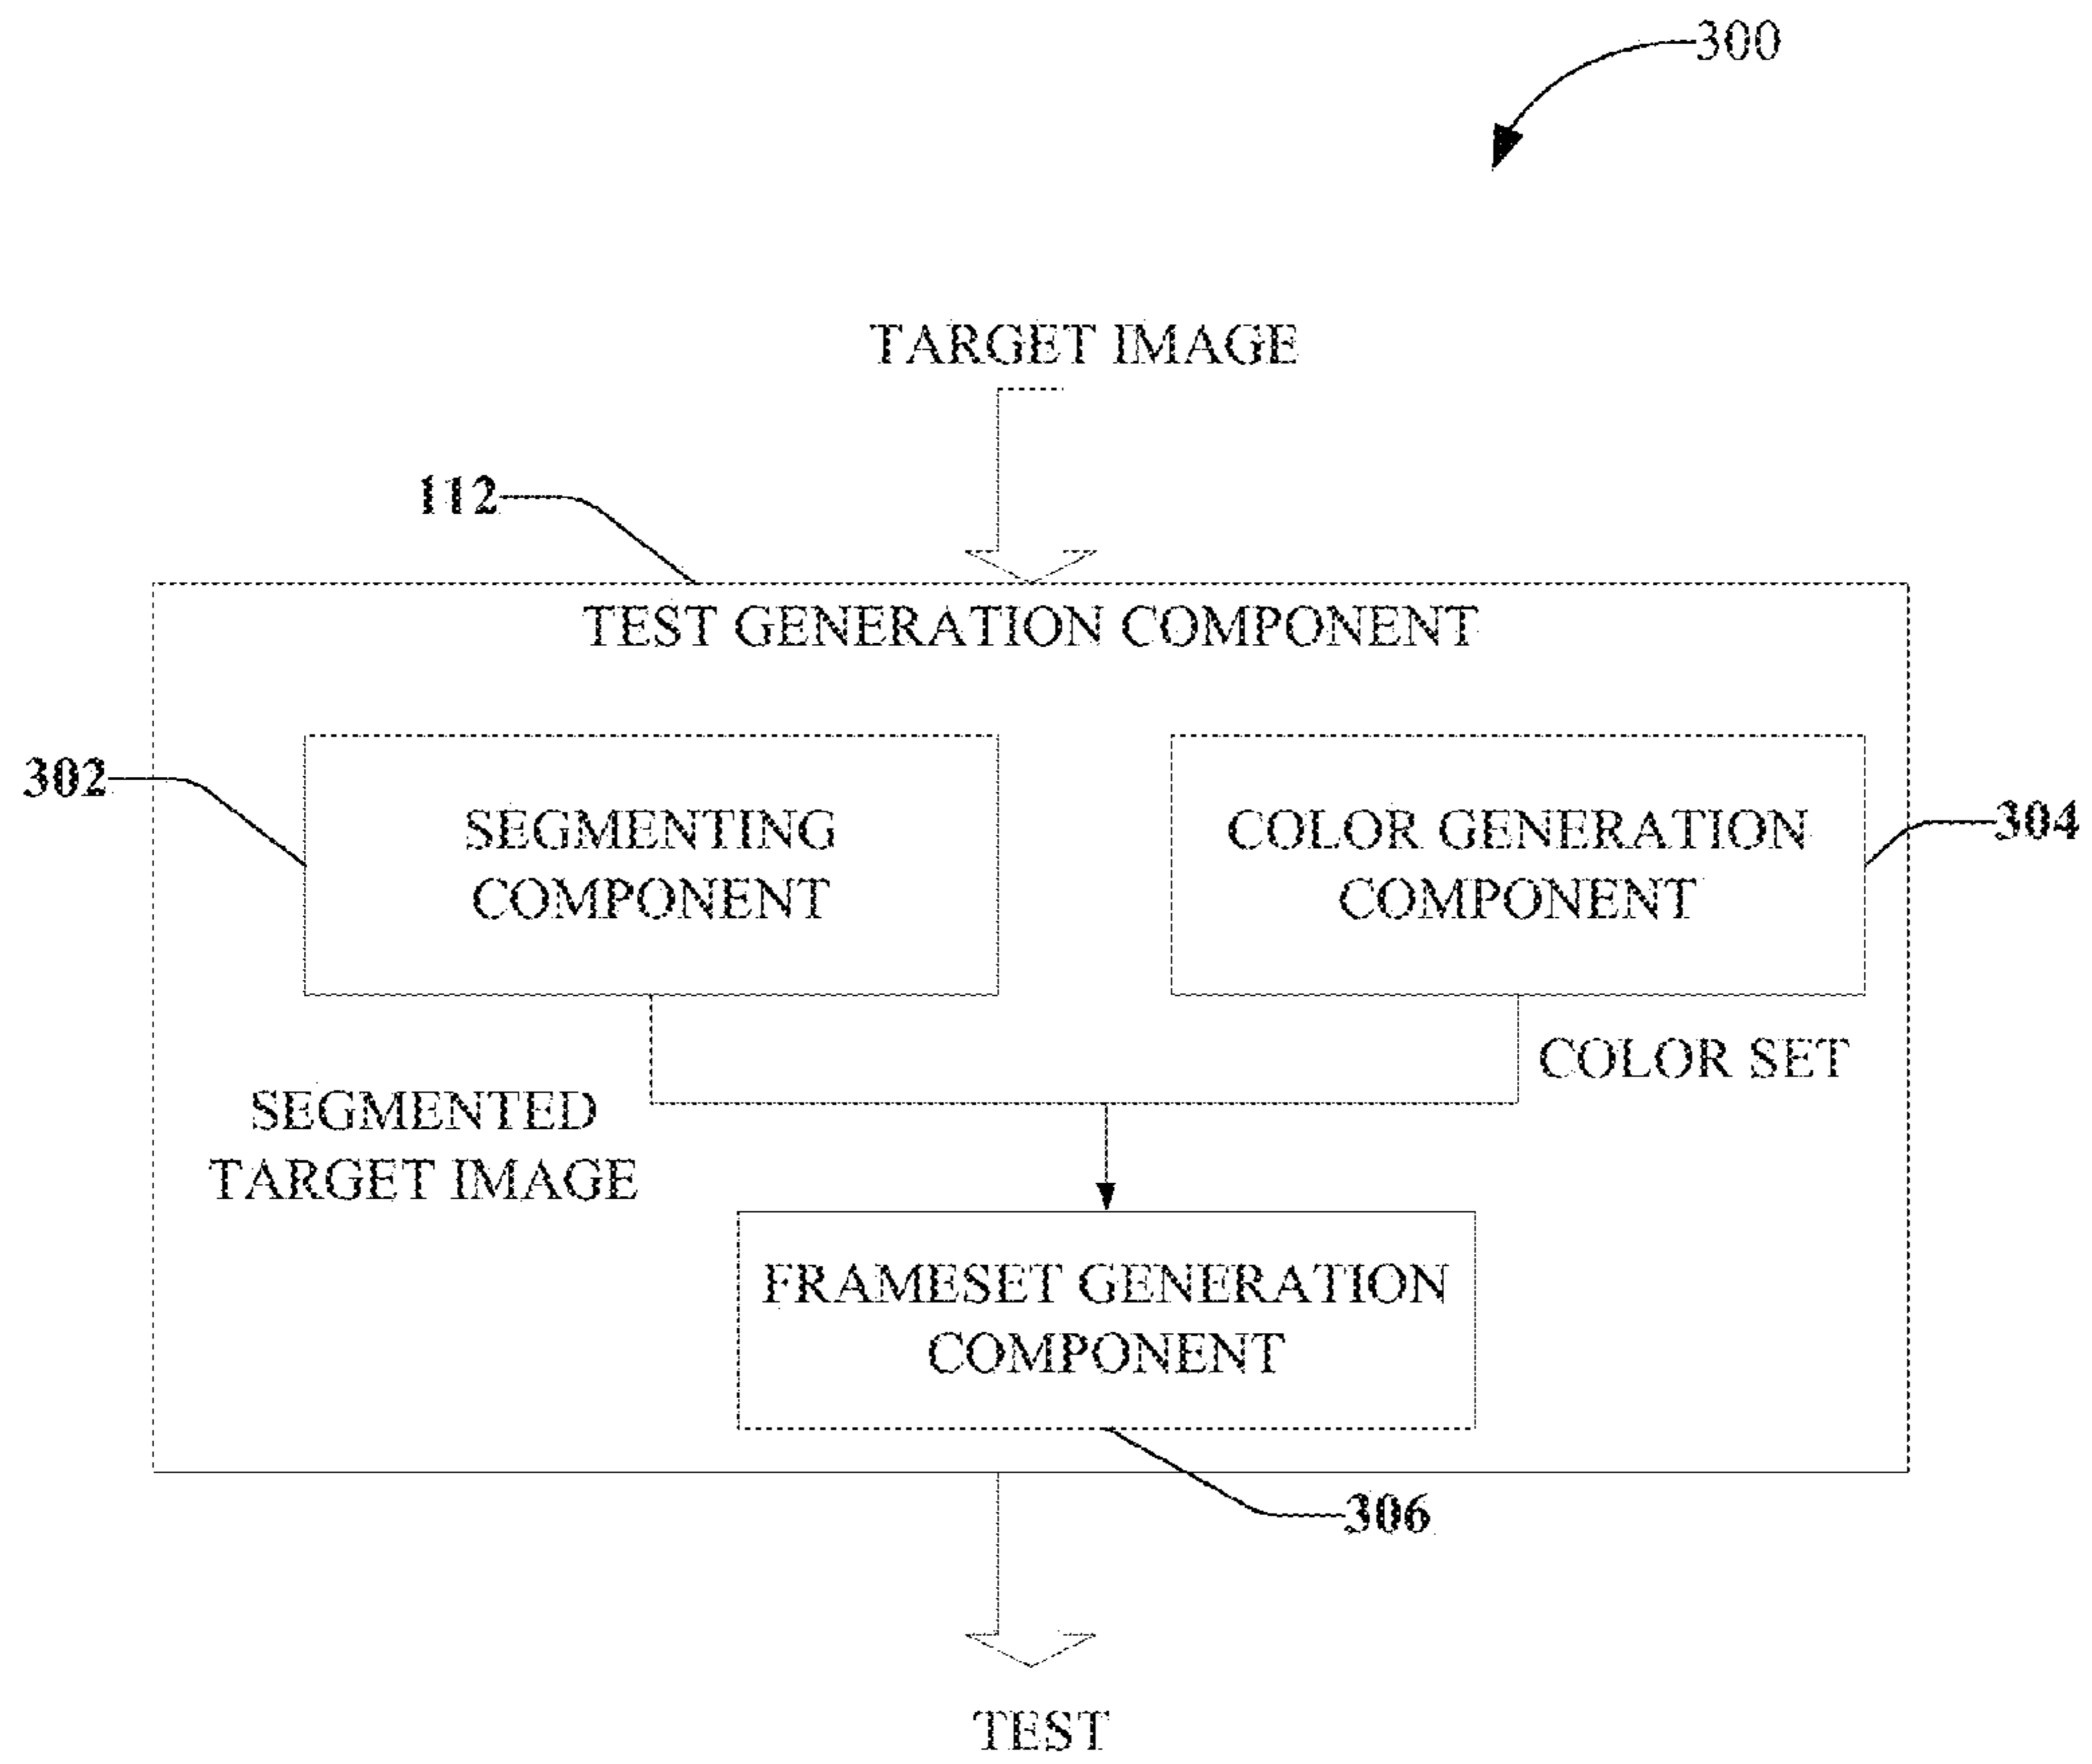 300
TARGET IMAGE
112
TEST GENERATION COMPONENT
302
SEGMENTING
COMPONENT
COLOR GENERATION
COMPONENT
304
COLOR SET
SEGMENTED
TARGET IMAGE
FRAMESET GENERATION
COMPONENT
306
TEST